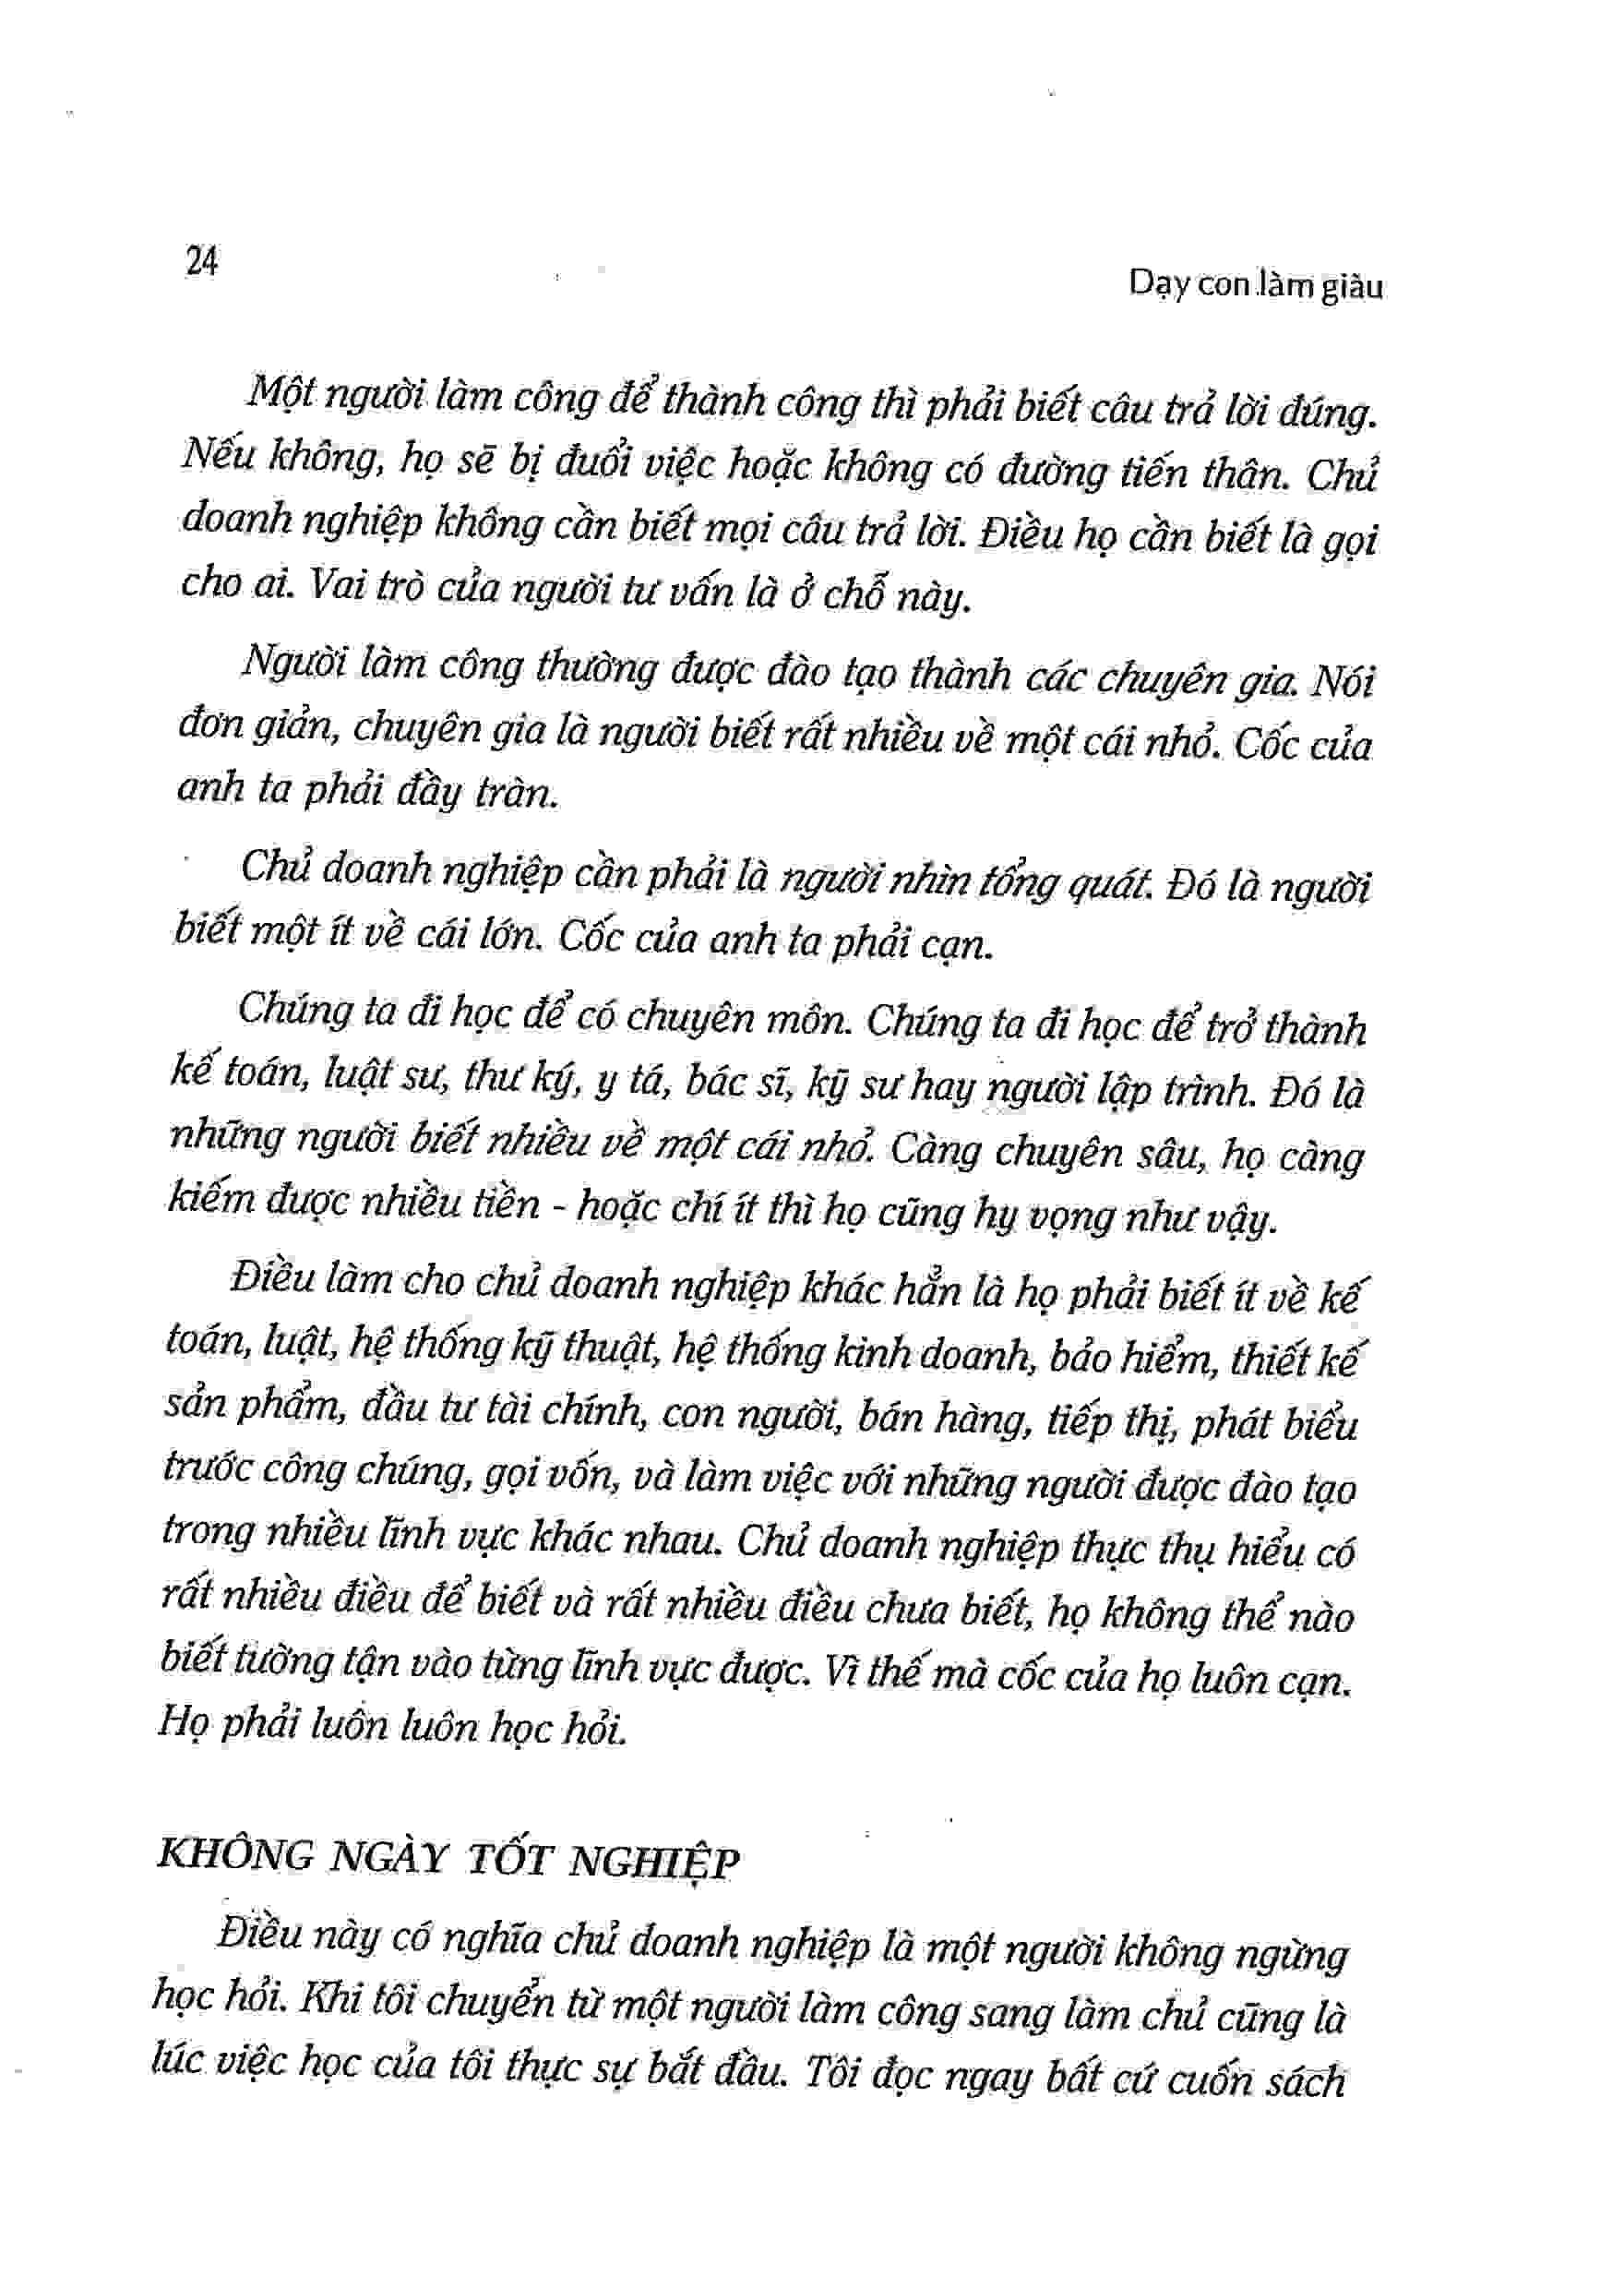 24
Dạy con làm giàu
Một người làm công để thành công thì phải biết câu trả lời đúng.
Nếu không, họ sẽ bị đuổi việc hoặc không có đường tiến thân. Chủ
doanh nghiệp không cần biết mọi câu trả lời. Điều họ cần biết là gọi
cho ai. Vai trò của người tư vấn là ở chỗ này.
Người làm công thường được đào tạo thành các chuyên gia. Nói
đơn giản, chuyên gia là người biết rất nhiều về một cái nhỏ. Cốc của
anh ta phải đầy tràn.
Chủ doanh nghiệp cần phải là người nhìn tổng quát. Đó là người
biết một ít về cái lớn. Cốc của anh ta phải cạn.
Chúng ta đi học để có chuyên môn. Chúng ta đi học để trở thành
kế toán, luật sư, thư ký, y tá, bác sĩ, kỹ sư hay người lập trình. Đó là
những người biết nhiều về một cái nhỏ. Càng chuyên sâu, họ càng
kiếm được nhiều tiền - hoặc chí ít thì họ cũng hy vọng như vậy.
Điều làm cho chủ doanh nghiệp khác hẳn là họ phải biết ít về kế
toán, luật, hệ thống kỹ thuật, hệ thống kinh doanh, bảo hiểm, thiết kế
sản phẩm, đầu tư tài chính, con người, bán hàng, tiếp thị, phát biểu
trước công chúng, gọi vốn, và làm việc với những người được đào tạo
trong nhiều lĩnh vực khác nhau. Chủ doanh nghiệp thực thụ hiểu có
rất nhiều điều để biết và rất nhiều điều chưa biết, họ không thể nào
biết tường tận vào từng lĩnh vực được. Vì thế mà cốc của họ luôn cạn.
Họ phải luôn luôn học hỏi.
KHÔNG NGÀY TỐT NGHIỆP
Điều này có nghĩa chủ doanh nghiệp là một người không ngừng
học hỏi. Khi tôi chuyển từ một người làm công sang làm chủ cũng là
lúc việc học của tôi thực sự bắt đầu. Tôi đọc ngay bất cứ cuốn sách